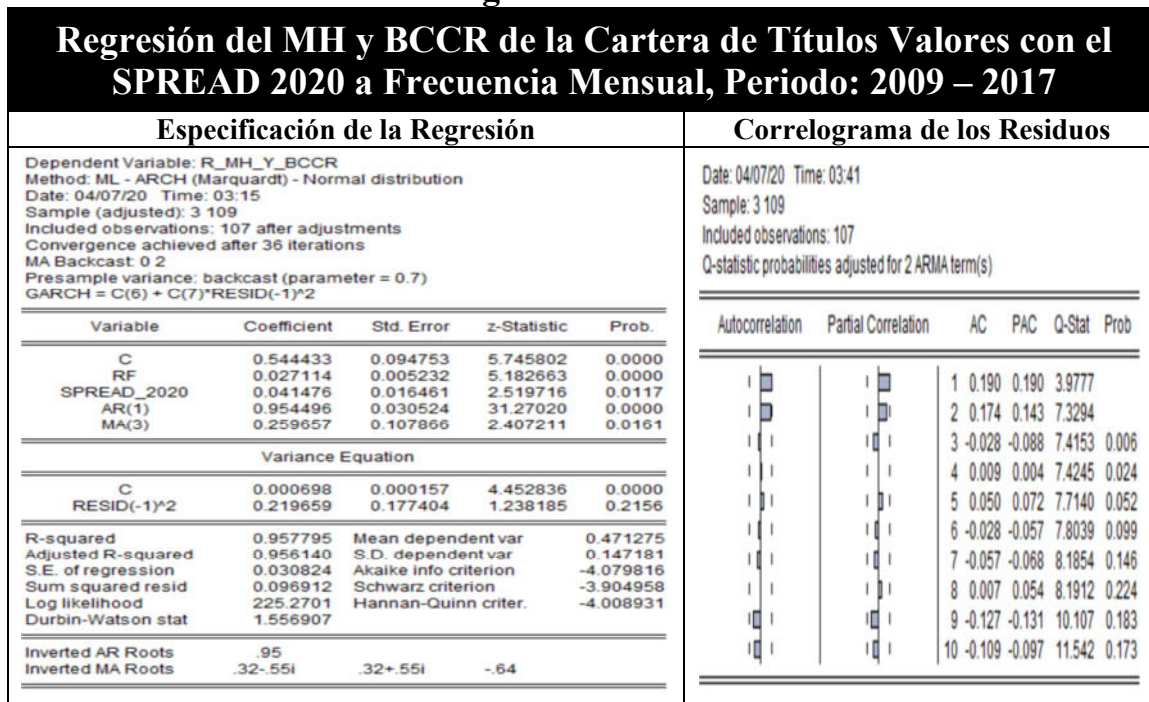 Regresión del MH y BCCR de la Cartera de Títulos Valores con el
SPREAD 2020 a Frecuencia Mensual, Periodo: 2009 – 2017
Especificación de la Regresión
Dependent Variable: R_MH_Y_BCCR
Method: ML - ARCH (Marquardt) - Normal distribution
Date: 04/07/20 Time: 03:15
Sample (adjusted): 3 109
Included observations: 107 after adjustments
Convergence achieved after 36 iterations
MA Backcast: 0 2
Presample variance: backcast (parameter = 0.7)
GARCH = C(6) + C(7)*RESID(-1)^2
Variable Coefficient Std. Error z-Statistic Prob.
C 0.544433 0.094753 5.745802 0.0000
RF 0.027114 0.005232 5.182663 0.0000
SPREAD_2020 0.041476 0.016461 2.519716 0.0117
AR(1) 0.954496 0.030524 31.27020 0.0000
MA(3) 0.259657 0.107866 2.407211 0.0161
Variance Equation
C 0.000698 0.000157 4.452836 0.0000
RESID(-1)^2 0.219659 0.177404 1.238185 0.2156
R-squared 0.957795 Mean dependent var 0.471275
Adjusted R-squared 0.956140 S.D. dependent var 0.147181
S.E. of regression 0.030824 Akaike info criterion -4.079816
Sum squared resid 0.096912 Schwarz criterion -3.904958
Log likelihood 225.2701 Hannan-Quinn criter. -4.008931
Durbin-Watson stat 1.556907
Inverted AR Roots .95
Inverted MA Roots .32-.55i .32+.55i -.64
Correlograma de los Residuos
Date: 04/07/20 Time: 03:41
Sample: 3 109
Included observations: 107
Q-statistic probabilities adjusted for 2 ARMA term(s)
Autocorrelation Partial Correlation AC PAC Q-Stat Prob
1 0.190 0.190 3.9777
2 0.174 0.143 7.3294
3 -0.028 -0.088 7.4153 0.006
4 0.009 0.004 7.4245 0.024
5 0.050 0.072 7.7140 0.052
6 -0.028 -0.057 7.8039 0.099
7 -0.057 -0.068 8.1854 0.146
8 0.007 0.054 8.1912 0.224
9 -0.127 -0.131 10.107 0.183
10 -0.109 -0.097 11.542 0.173